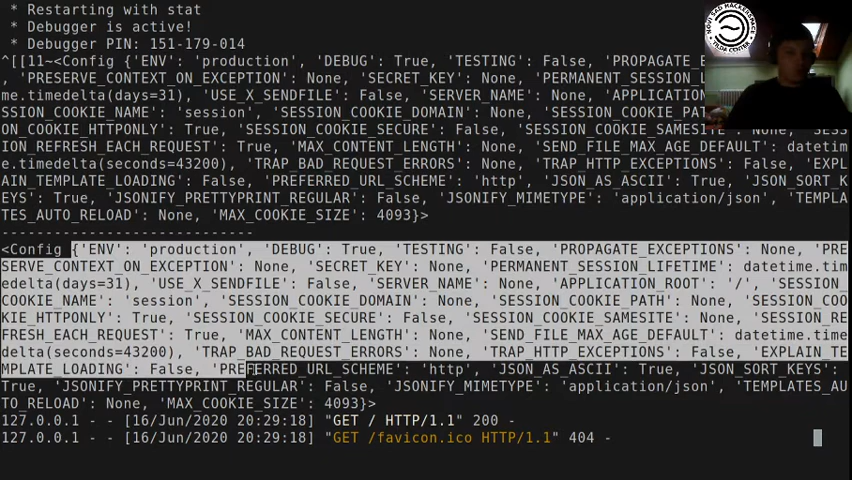 * Restarting with stat
* Debugger is active!
* Debugger PIN: 151-179-014
^[[11~<Config {'ENV': 'production', 'DEBUG': True, 'TESTING': False, 'PROPAGATE_E
, 'PRESERVE_CONTEXT_ON_EXCEPTION': None, 'SECRET_KEY': None, 'PERMANENT_SESSION_L
me.timedelta(days=31), 'USE_X_SENDFILE': False, 'SERVER_NAME': None, 'APPLICATION
SSION_COOKIE_NAME': 'session', 'SESSION_COOKIE_DOMAIN': None, 'SESSION_COOKIE_PAT
ON_COOKIE_HTTPONLY': True, 'SESSION_COOKIE_SECURE': False, 'SESSION_COOKIE_SAMESITE': None, 'SESS
ION_REFRESH_EACH_REQUEST': True, 'MAX_CONTENT_LENGTH': None, 'SEND_FILE_MAX_AGE_DEFAULT': datetim
e.timedelta(seconds=43200), 'TRAP_BAD_REQUEST_ERRORS': None, 'TRAP_HTTP_EXCEPTIONS': False, 'EXPL
AIN_TEMPLATE_LOADING': False, 'PREFERRED_URL_SCHEME': 'http', 'JSON_AS_ASCII': True, 'JSON_SORT_K
EYS': True, 'JSONIFY_PRETTYPRINT_REGULAR': False, 'JSONIFY_MIMETYPE': 'application/json', 'TEMPL
ATES_AUTO_RELOAD': None, 'MAX_COOKIE_SIZE': 4093}>
-----------------------------
<Config {'ENV': 'production', 'DEBUG': True, 'TESTING': False, 'PROPAGATE_EXCEPTIONS': None, 'PRE
SERVE_CONTEXT_ON_EXCEPTION': None, 'SECRET_KEY': None, 'PERMANENT_SESSION_LIFETIME': datetime.tim
edelta(days=31), 'USE_X_SENDFILE': False, 'SERVER_NAME': None, 'APPLICATION_ROOT': '/', 'SESSION_
COOKIE_NAME': 'session', 'SESSION_COOKIE_DOMAIN': None, 'SESSION_COOKIE_PATH': None, 'SESSION_COO
KIE_HTTPONLY': True, 'SESSION_COOKIE_SECURE': False, 'SESSION_COOKIE_SAMESITE': None, 'SESSION_RE
FRESH_EACH_REQUEST': True, 'MAX_CONTENT_LENGTH': None, 'SEND_FILE_MAX_AGE_DEFAULT': datetime.time
delta(seconds=43200), 'TRAP_BAD_REQUEST_ERRORS': None, 'TRAP_HTTP_EXCEPTIONS': False, 'EXPLAIN_TE
MPLATE_LOADING': False, 'PREFERRED_URL_SCHEME': 'http', 'JSON_AS_ASCII': True, 'JSON_SORT_KEYS':
True, 'JSONIFY_PRETTYPRINT_REGULAR': False, 'JSONIFY_MIMETYPE': 'application/json', 'TEMPLATES_AU
TO_RELOAD': None, 'MAX_COOKIE_SIZE': 4093}>
127.0.0.1 - - [16/Jun/2020 20:29:18] "GET / HTTP/1.1" 200 -
127.0.0.1 - - [16/Jun/2020 20:29:18] "GET /favicon.ico HTTP/1.1" 404 -
NOVI SAD HACKERSPACE
TILDA CENTER